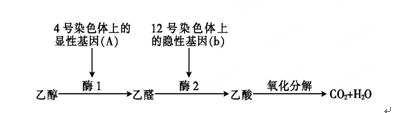 4号染色体上的
显性基因(A)
12号染色体上
的隐性基因(b)
乙醇 酶1 乙醛 酶2 乙酸 氧化分解 CO₂+H₂O